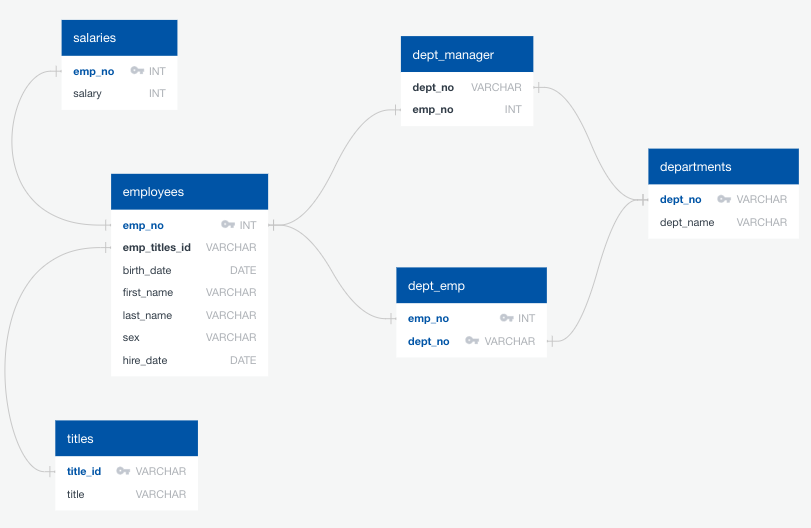 salaries
emp_no INT
salary INT
employees
emp_no INT
emp_titles_id VARCHAR
birth_date DATE
first_name VARCHAR
last_name VARCHAR
sex VARCHAR
hire_date DATE
titles
title_id VARCHAR
title VARCHAR
dept_manager
dept_no VARCHAR
emp_no INT
dept_emp
emp_no INT
dept_no VARCHAR
departments
dept_no VARCHAR
dept_name VARCHAR